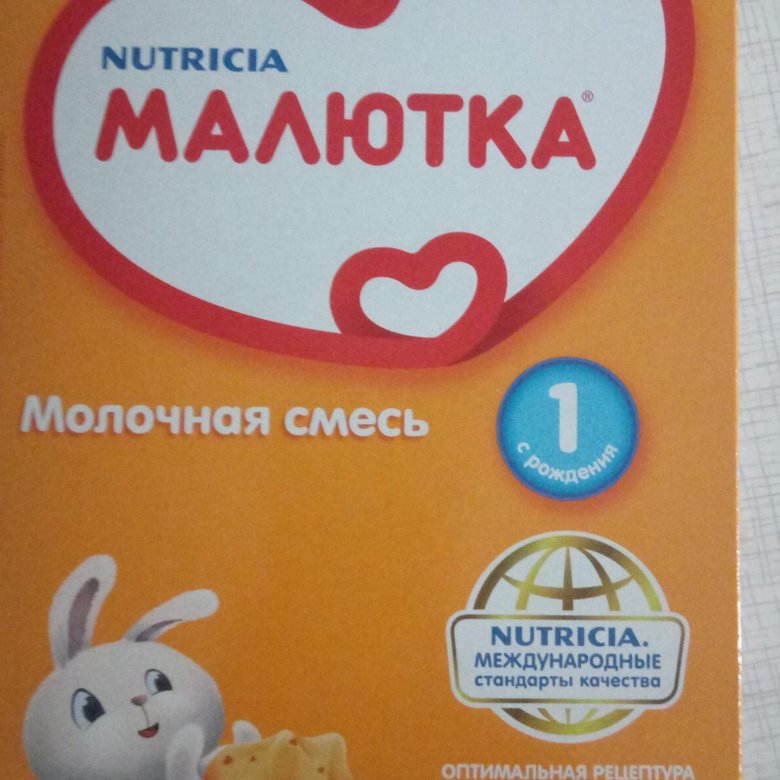 NUTRICIA
МАЛЮТКА®
Молочная смесь
1
с рождения
NUTRICIA.
МЕЖДУНАРОДНЫЕ
стандарты качества
ОПТИМАЛЬНАЯ РЕЦЕПТУРА